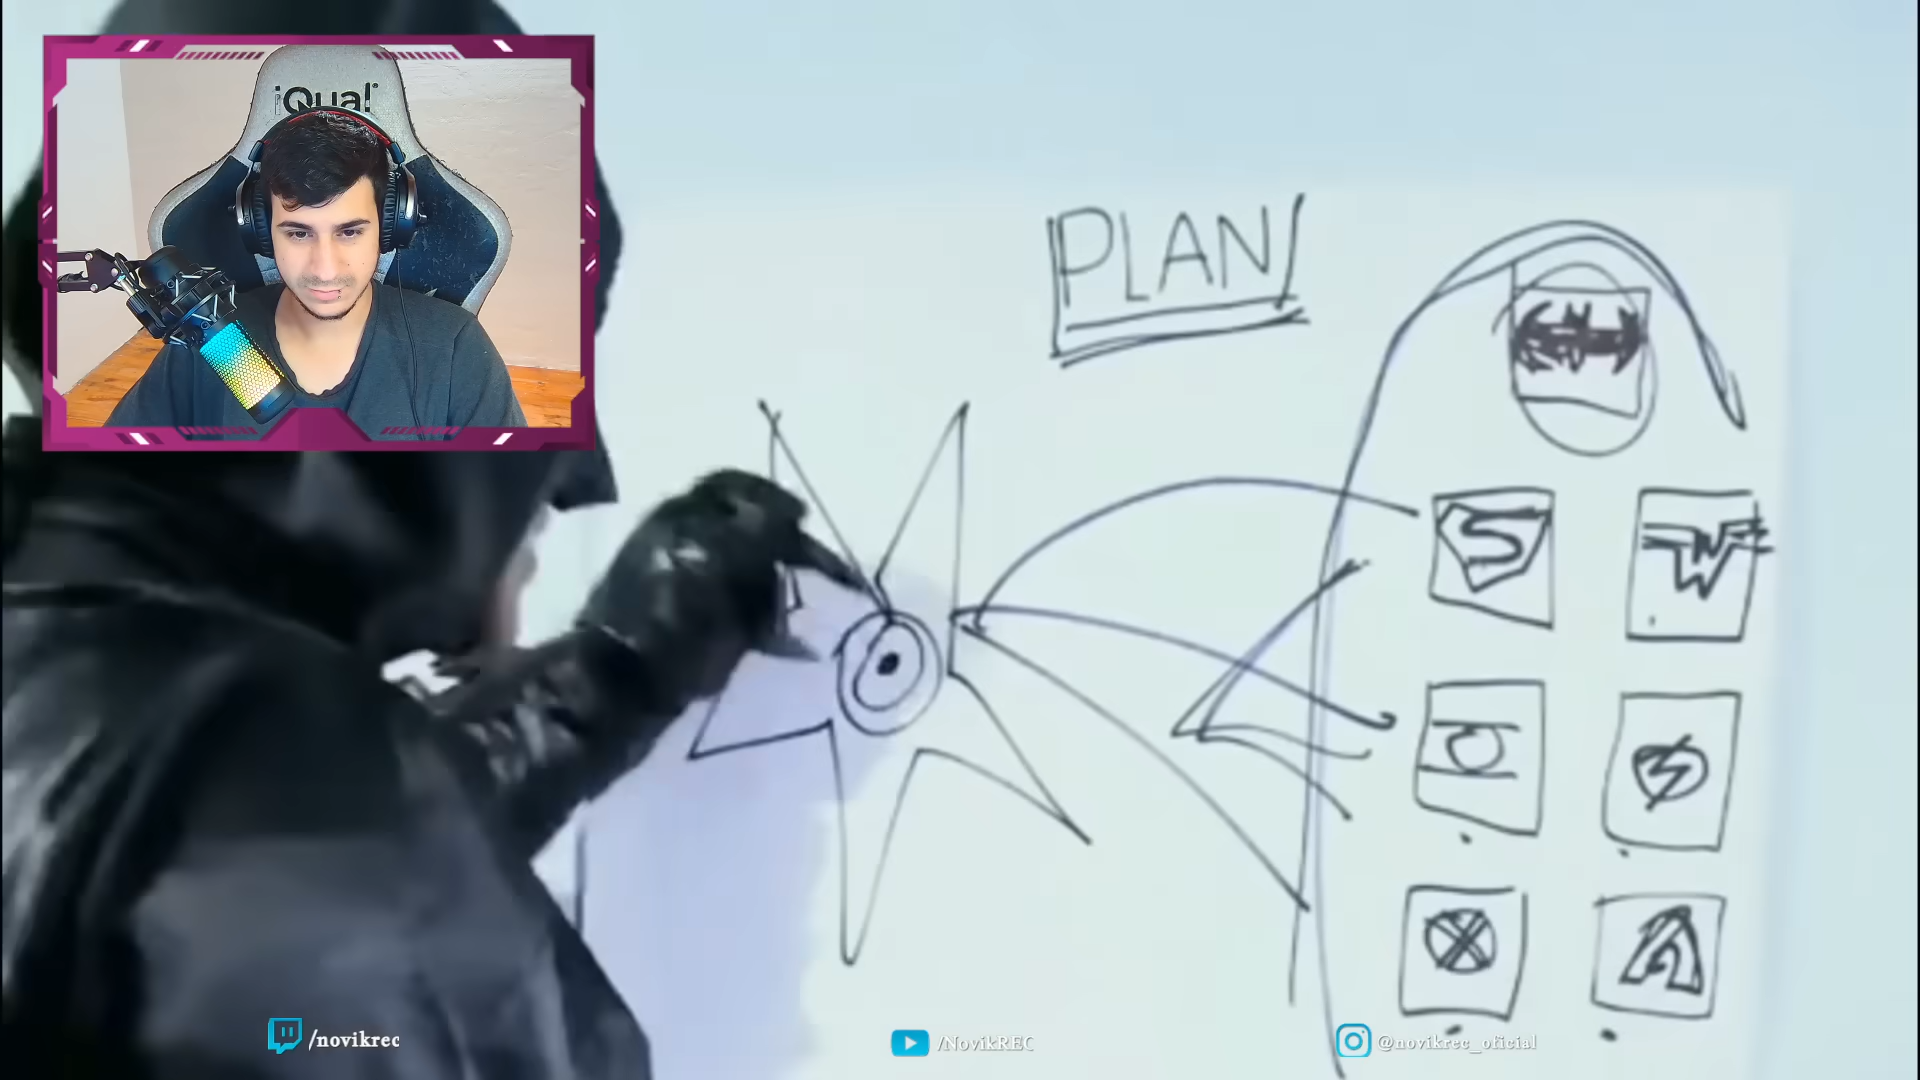 iQual
PLAN
S
W
A
/novikrec
/NovikREC
@novikrec_oficial